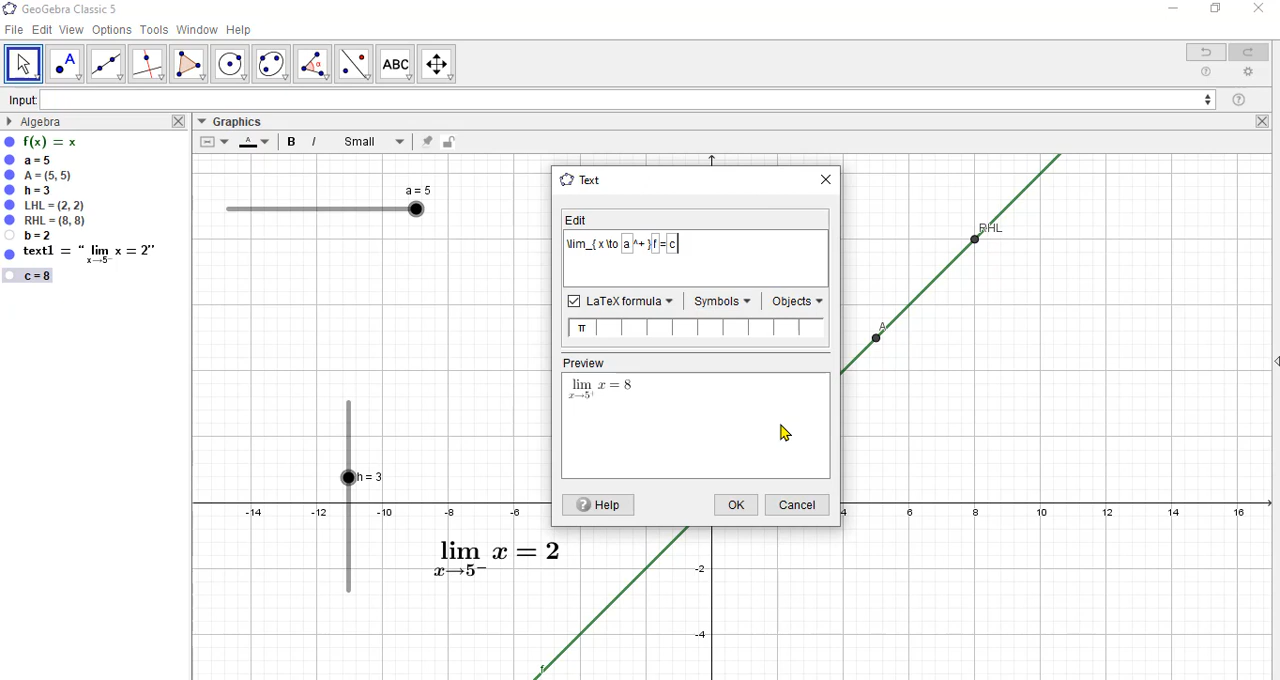 GeoGebra Classic 5
File Edit View Options Tools Window Help
A
α
ABC
Input:
Algebra
Graphics
A B I Small
f(x) = x
a = 5
A = (5, 5)
h = 3
LHL = (2, 2)
RHL = (8, 8)
b = 2
text1 = “ lim x = 2”
x→5⁻
c = 8
a = 5
RHL
A
h = 3
-14 -12 -10 -8 -6 4 6 8 10 12 14 16
-2
-4
f
lim x = 2
x→5⁻
Text
Edit
\lim_{ x \to a ^+ } f = c
LaTeX formula Symbols Objects
π
Preview
lim x = 8
x→5⁺
Help OK Cancel